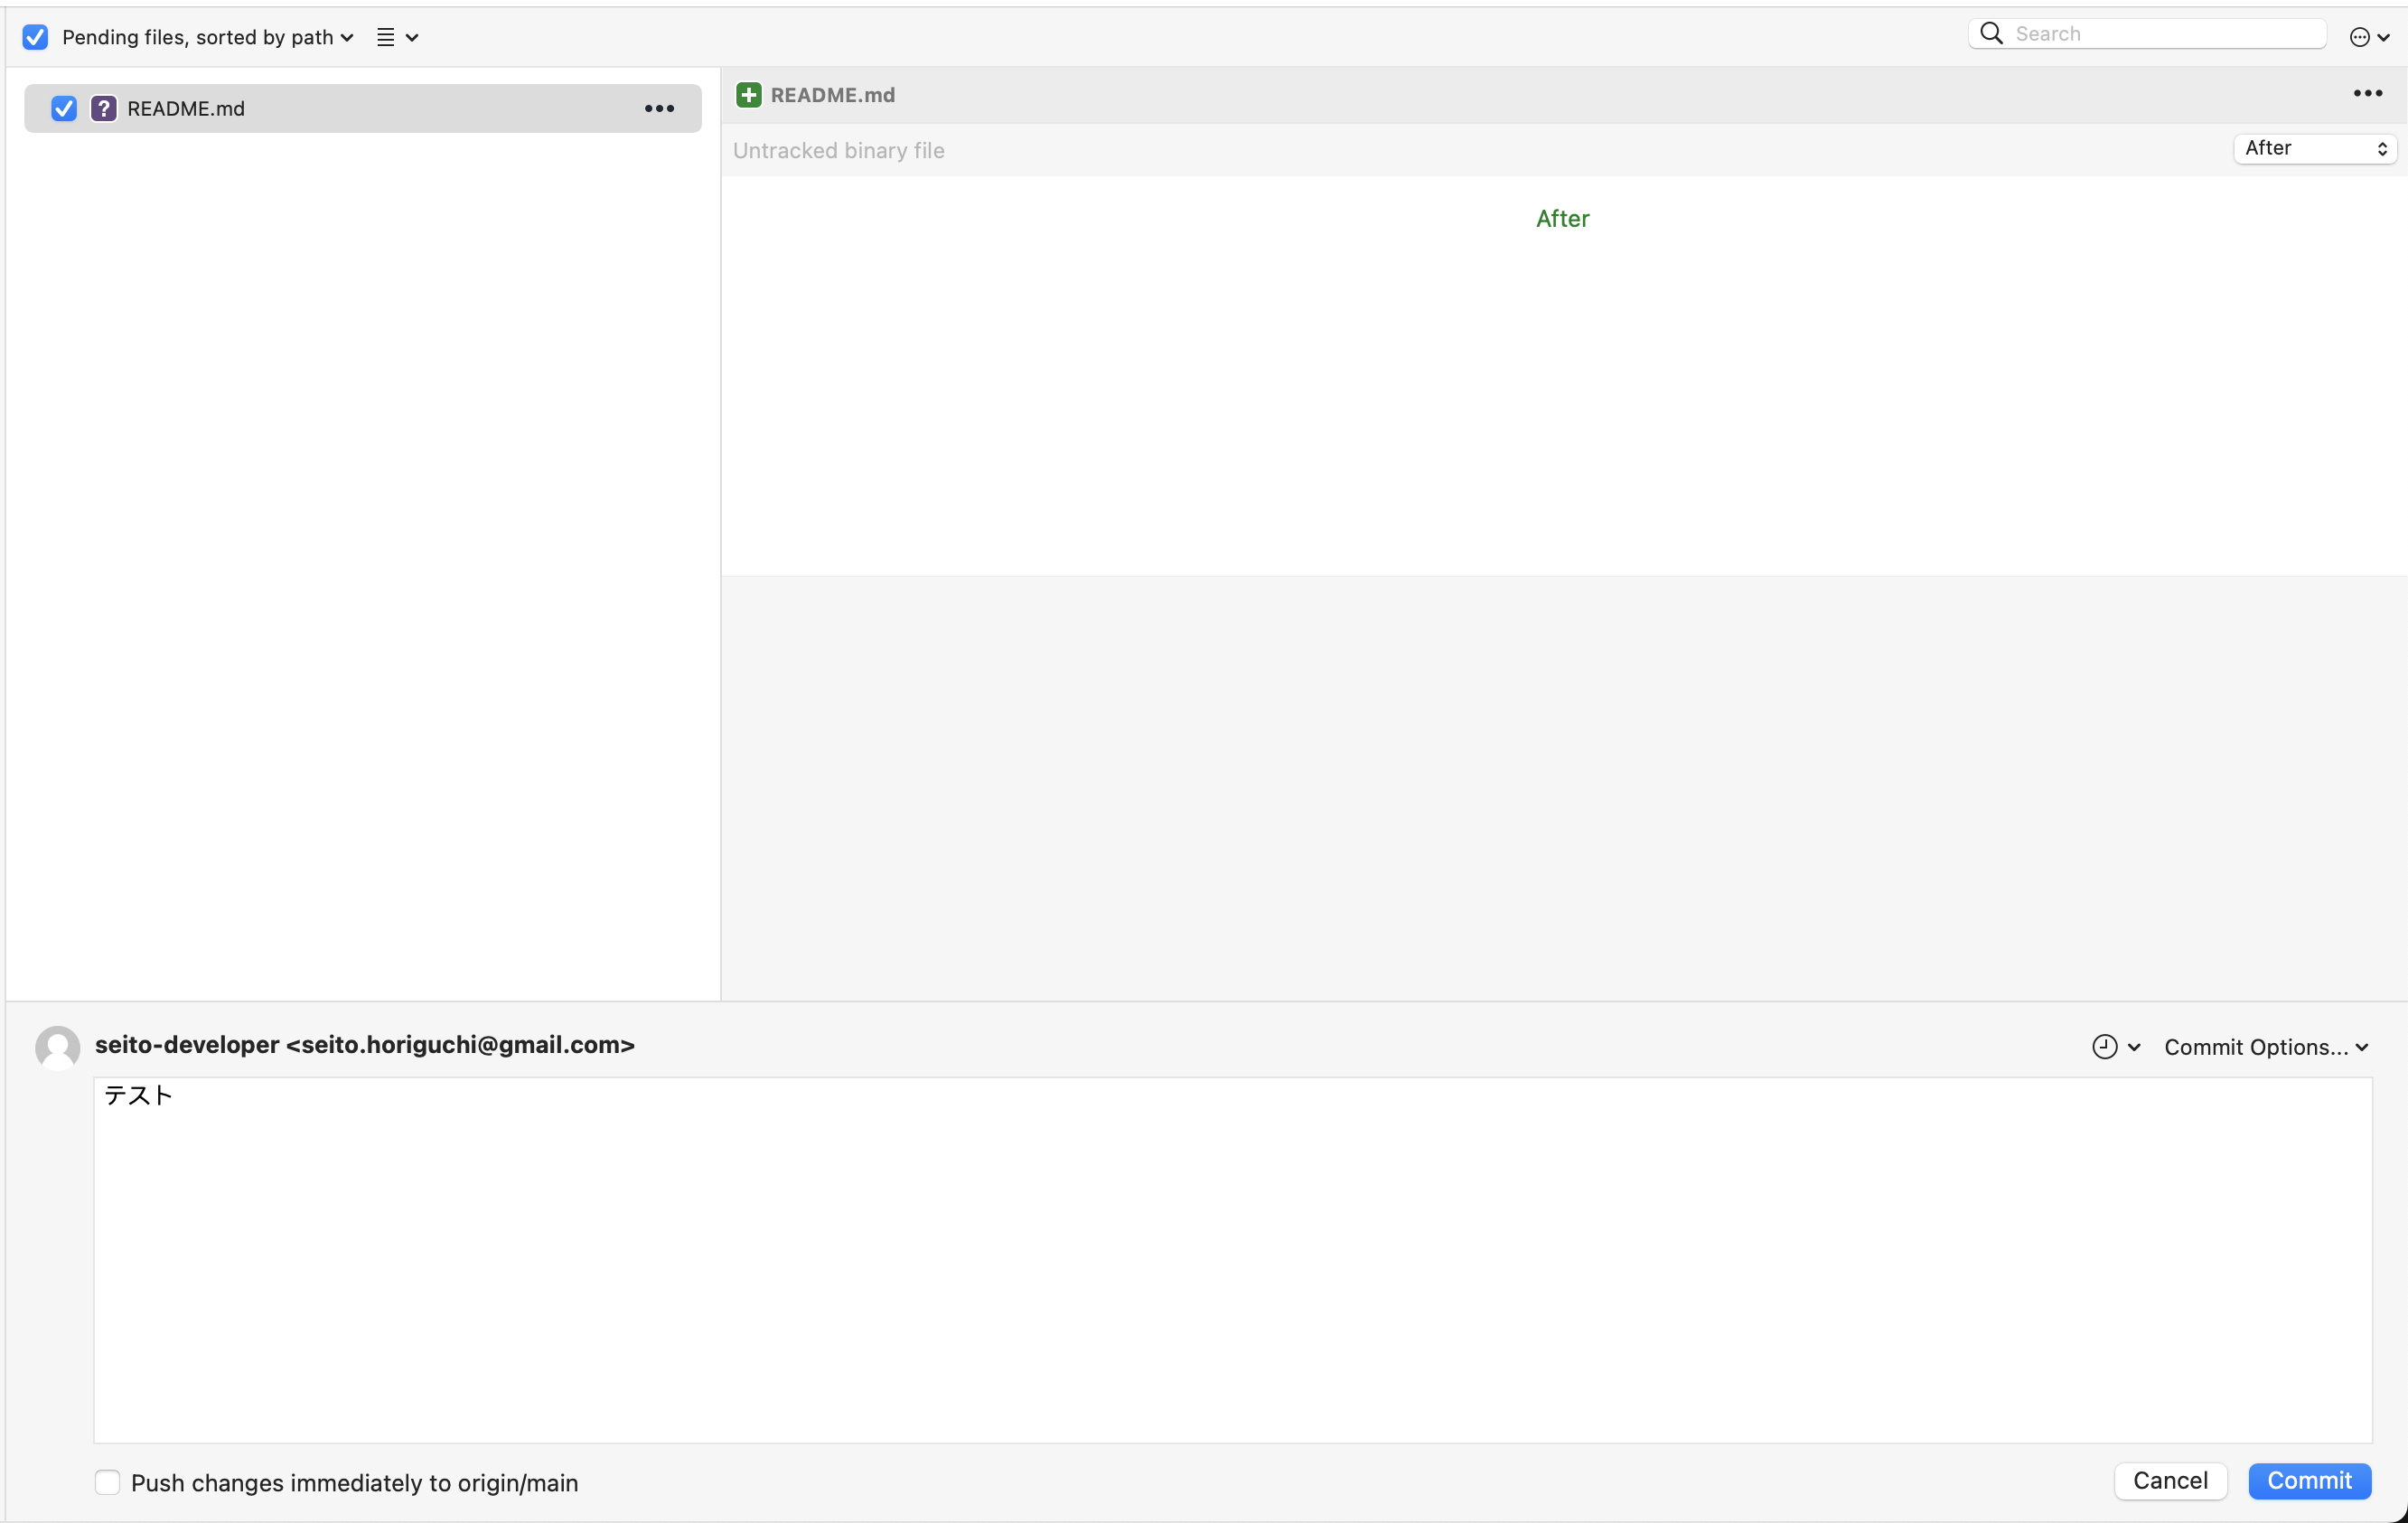 Pending files, sorted by path
Search
README.md
README.md
Untracked binary file
After
After
seito-developer <seito.horiguchi@gmail.com>
Commit Options...
テスト
Push changes immediately to origin/main
Cancel
Commit